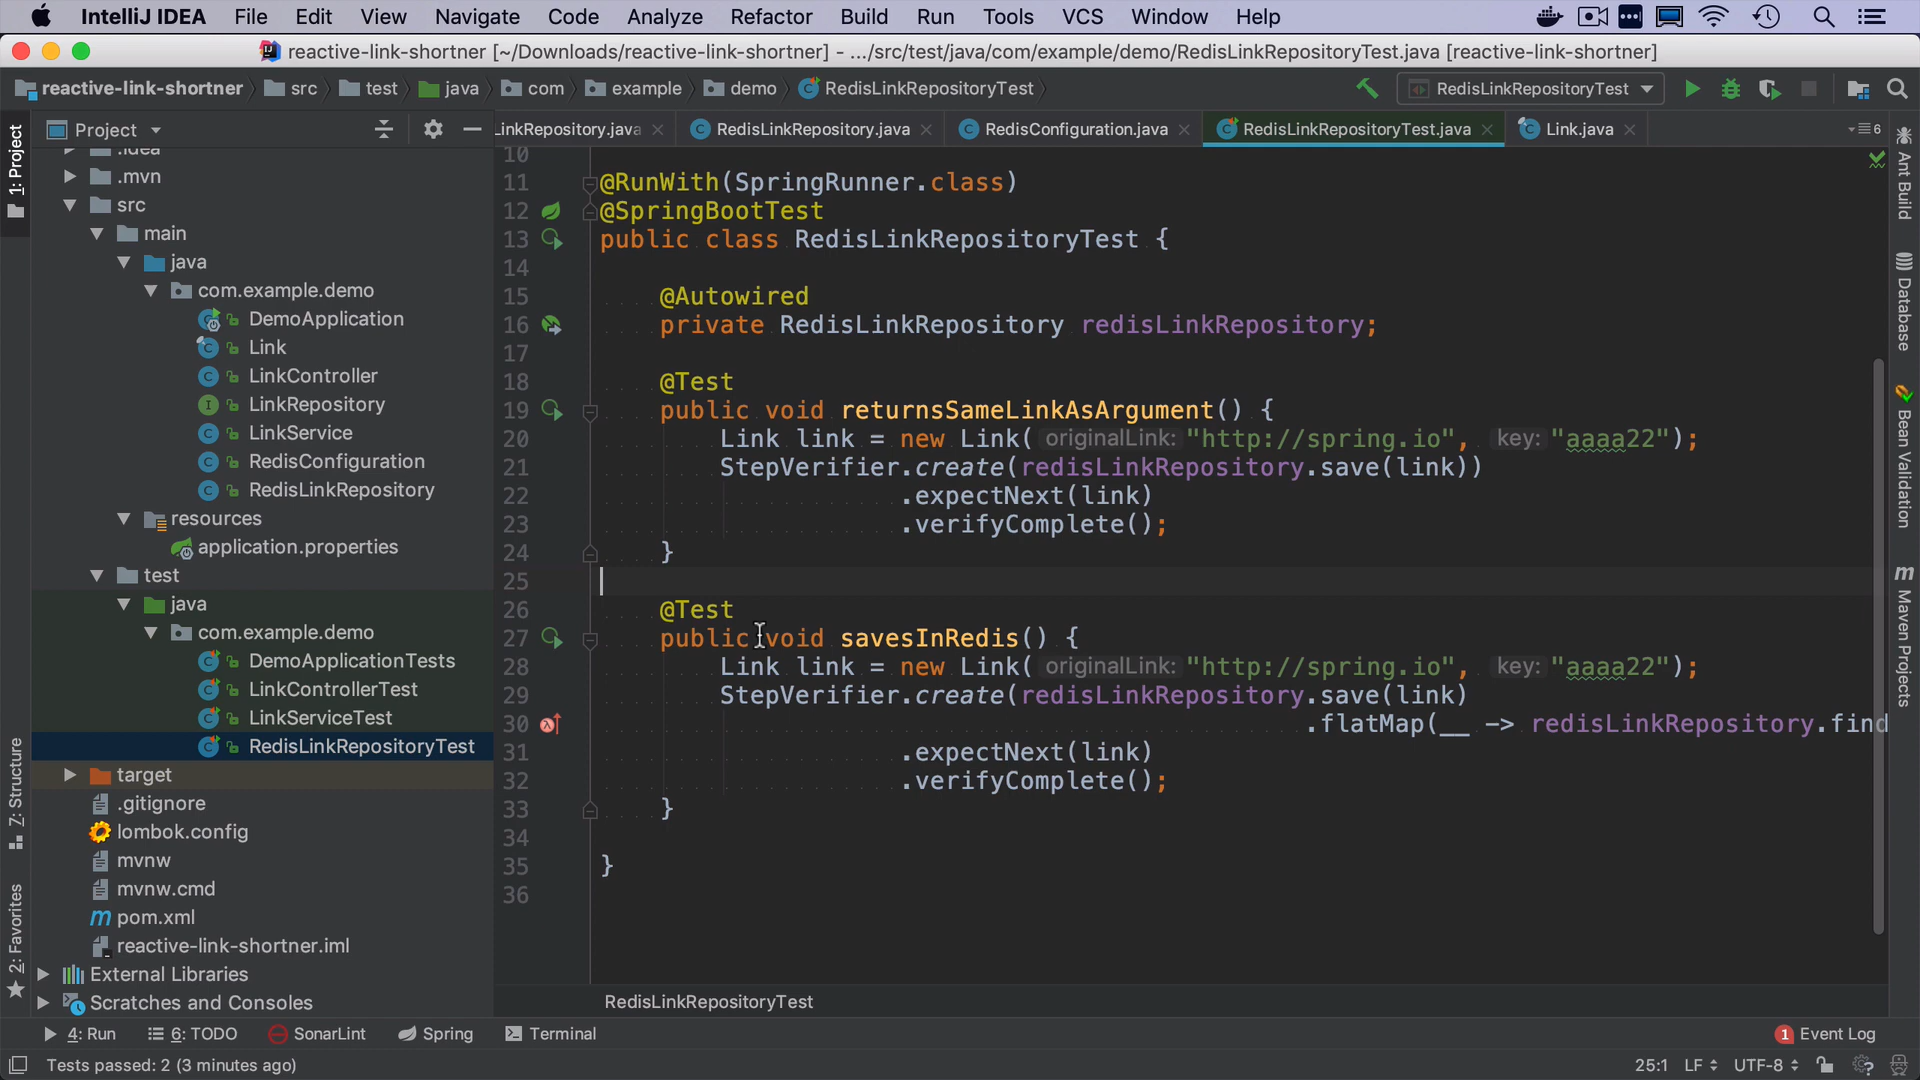 IntelliJ IDEA File Edit View Navigate Code Analyze Refactor Build Run Tools VCS Window Help
reactive-link-shortner [~/Downloads/reactive-link-shortner] - .../src/test/java/com/example/demo/RedisLinkRepositoryTest.java [reactive-link-shortner]
reactive-link-shortner src test java com example demo RedisLinkRepositoryTest RedisLinkRepositoryTest
Project
LinkRepository.java RedisLinkRepository.java RedisConfiguration.java RedisLinkRepositoryTest.java Link.java 6
1: Project
Z: Structure
2: Favorites
.idea
.mvn
src
main
java
com.example.demo
DemoApplication
Link
LinkController
LinkRepository
LinkService
RedisConfiguration
RedisLinkRepository
resources
application.properties
test
java
com.example.demo
DemoApplicationTests
LinkControllerTest
LinkServiceTest
RedisLinkRepositoryTest
target
.gitignore
lombok.config
mvnw
mvnw.cmd
pom.xml
reactive-link-shortner.iml
External Libraries
Scratches and Consoles
10
11 @RunWith(SpringRunner.class)
12 @SpringBootTest
13 public class RedisLinkRepositoryTest {
14
15 @Autowired
16 private RedisLinkRepository redisLinkRepository;
17
18 @Test
19 public void returnsSameLinkAsArgument() {
20 Link link = new Link( originalLink: "http://spring.io", key: "aaaa22");
21 StepVerifier.create(redisLinkRepository.save(link))
22 .expectNext(link)
23 .verifyComplete();
24 }
25
26 @Test
27 public void savesInRedis() {
28 Link link = new Link( originalLink: "http://spring.io", key: "aaaa22");
29 StepVerifier.create(redisLinkRepository.save(link)
30 .flatMap(__ -> redisLinkRepository.find
31 .expectNext(link)
32 .verifyComplete();
33 }
34
35 }
36
RedisLinkRepositoryTest
Ant Build
Database
Bean Validation
Maven Projects
4: Run 6: TODO SonarLint Spring Terminal 1 Event Log
Tests passed: 2 (3 minutes ago) 25:1 LF UTF-8